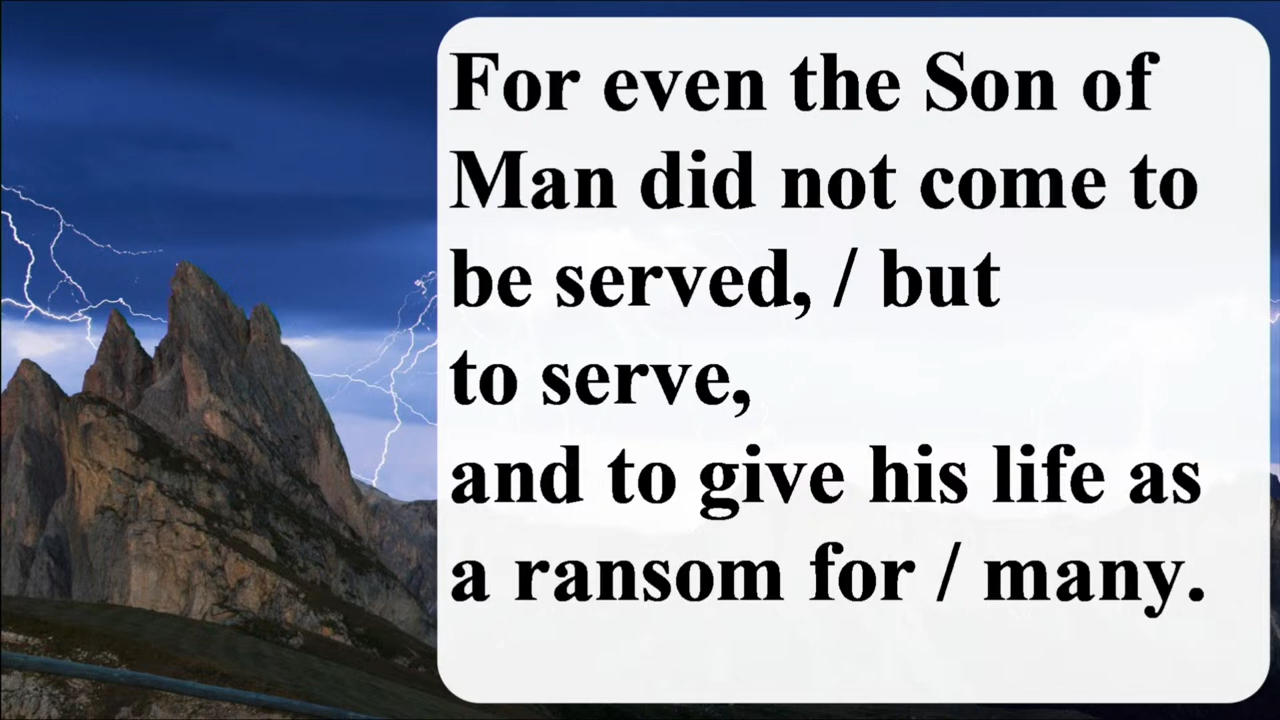 For even the Son of
Man did not come to
be served, / but
to serve,
and to give his life as
a ransom for / many.